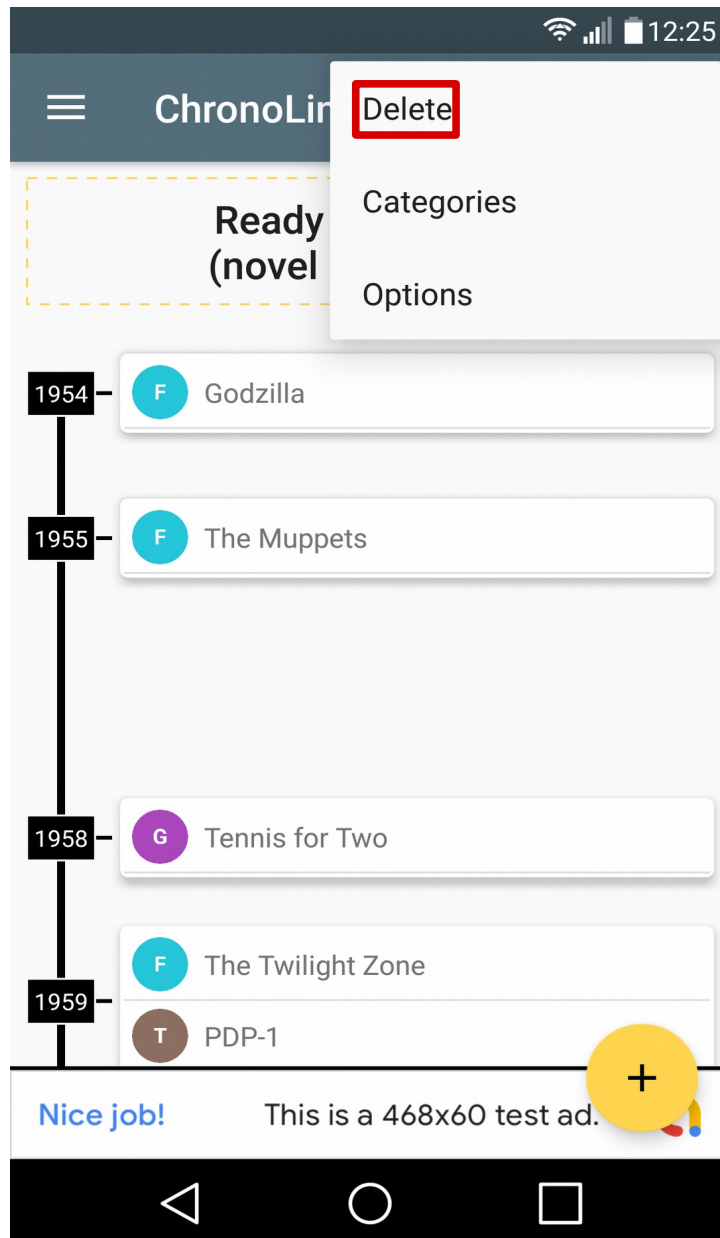 12:25
ChronoLin
Delete
Categories
Options
Ready
(novel
1954
F
Godzilla
1955
F
The Muppets
1958
G
Tennis for Two
F
The Twilight Zone
1959
T
PDP-1
+
Nice job!
This is a 468x60 test ad.